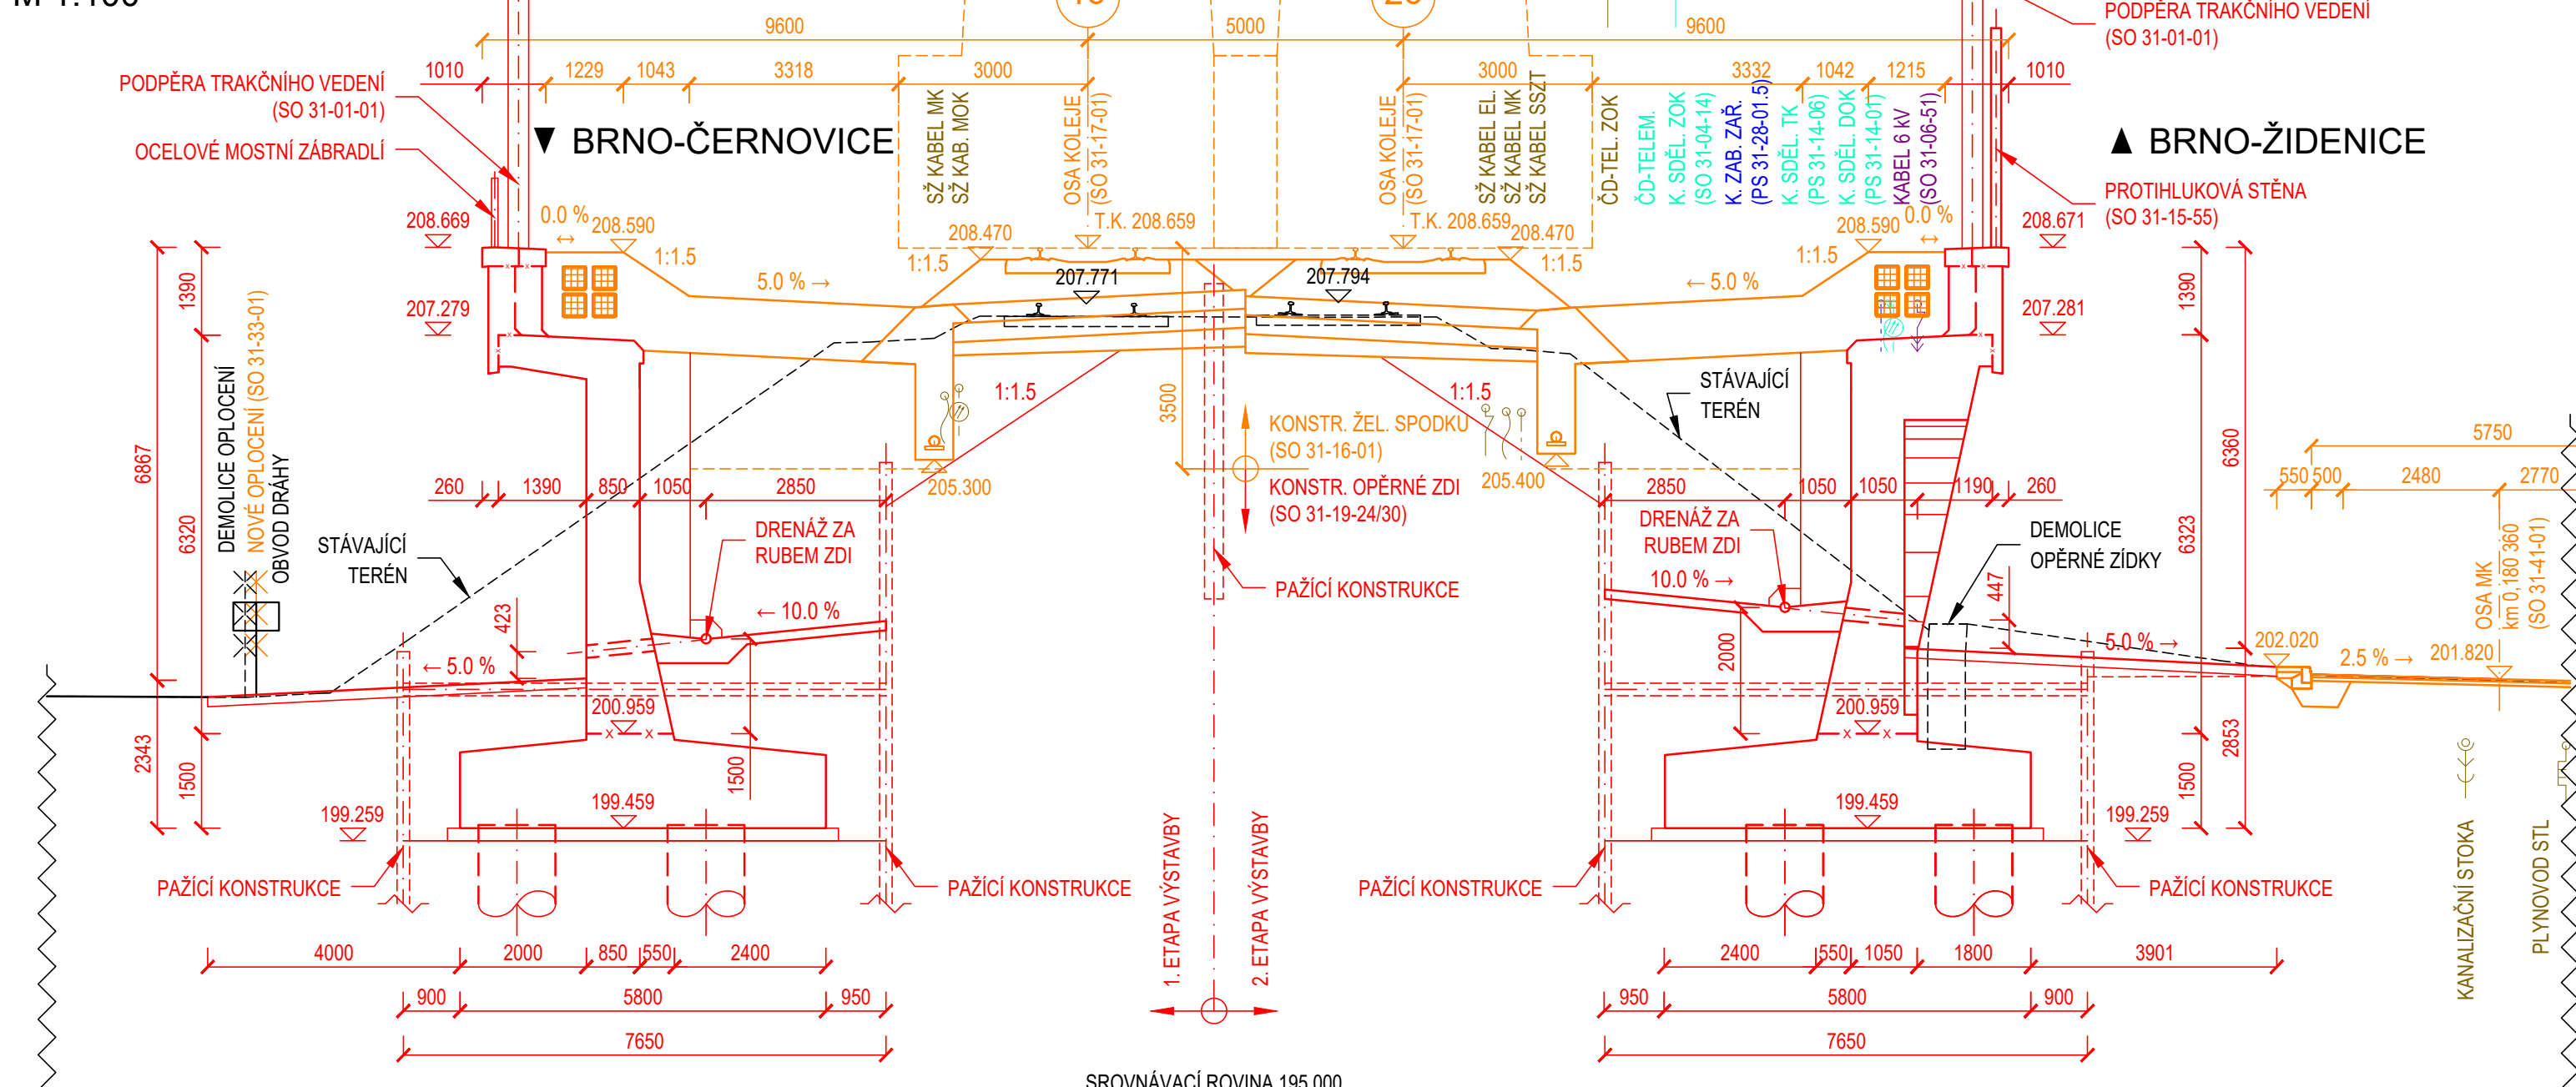 9600
5000
9600
PODPĚRA TRAKČNÍHO VEDENÍ
(SO 31-01-01)
PODPĚRA TRAKČNÍHO VEDENÍ
(SO 31-01-01)
OCELOVÉ MOSTNÍ ZÁBRADLÍ
1010
1229
1043
3318
3000
3000
3332
1042
1215
1010
▼ BRNO-ČERNOVICE
▲ BRNO-ŽIDENICE
SŽ KABEL MK
SŽ KAB. MOK
OSA KOLEJE
(SO 31-17-01)
OSA KOLEJE
(SO 31-17-01)
SŽ KABEL EL.
SŽ KABEL MK
SŽ KABEL SSZT
ČD-TEL. ZOK
ČD-TELEM.
K. SDĚL. ZOK
(SO 31-04-14)
K. ZAB. ZAŘ.
(PS 31-28-01.5)
K. SDĚL. TK
(PS 31-14-06)
K. SDĚL. DOK
(PS 31-14-01)
KABEL 6 kV
(SO 31-06-51)
PROTIHLUKOVÁ STĚNA
(SO 31-15-55)
208.669
0.0 %
↔
208.590
1:1.5
5.0 % →
1:1.5
208.470
T.K. 208.659
T.K. 208.659
208.470
1:1.5
← 5.0 %
1:1.5
208.590
0.0 %
↔
208.671
207.771
207.794
207.279
207.281
1390
1390
6867
6320
DEMOLICE OPLOCENÍ
NOVÉ OPLOCENÍ (SO 31-33-01)
OBVOD DRÁHY
STÁVAJÍCÍ
TERÉN
1:1.5
3500
KONSTR. ŽEL. SPODKU
(SO 31-16-01)
KONSTR. OPĚRNÉ ZDI
(SO 31-19-24/30)
1:1.5
STÁVAJÍCÍ
TERÉN
205.300
205.400
260
1390
850
1050
2850
2850
1050
1050
1190
260
6360
6323
5750
550
500
2480
2770
DRENÁŽ ZA
RUBEM ZDI
DRENÁŽ ZA
RUBEM ZDI
DEMOLICE
OPĚRNÉ ZÍDKY
PAŽÍCÍ KONSTRUKCE
OSA MK
km 0,180 360
(SO 31-41-01)
423
← 10.0 %
10.0 % →
447
← 5.0 %
5.0 % →
2000
202.020
2.5 % →
201.820
200.959
200.959
2343
1500
1500
1500
2853
199.259
199.459
199.459
199.259
1. ETAPA VÝSTAVBY
2. ETAPA VÝSTAVBY
KANALIZAČNÍ STOKA
PLYNOVOD STL
PAŽÍCÍ KONSTRUKCE
PAŽÍCÍ KONSTRUKCE
PAŽÍCÍ KONSTRUKCE
PAŽÍCÍ KONSTRUKCE
4000
2000
850
550
2400
2400
550
1050
1800
3901
900
5800
950
950
5800
900
7650
7650
SROVNÁVACÍ ROVINA 195.000